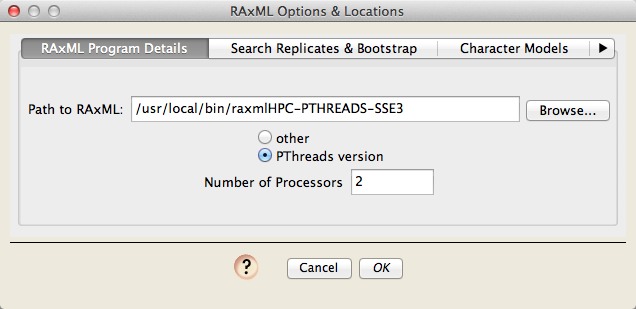 RAxML Options & Locations
RAxML Program Details Search Replicates & Bootstrap Character Models
Path to RAxML: /usr/local/bin/raxmlHPC-PTHREADS-SSE3 Browse...
other
PThreads version
Number of Processors 2
? Cancel OK